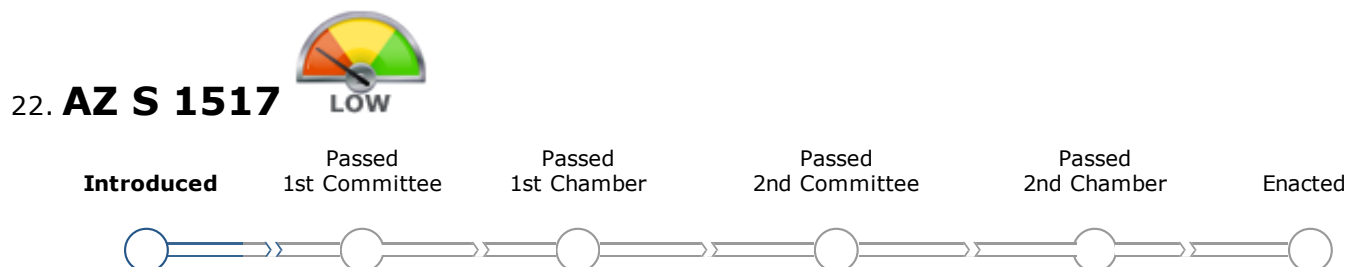 LOW
22. AZ S 1517
Introduced
Passed
1st Committee
Passed
1st Chamber
Passed
2nd Committee
Passed
2nd Chamber
Enacted